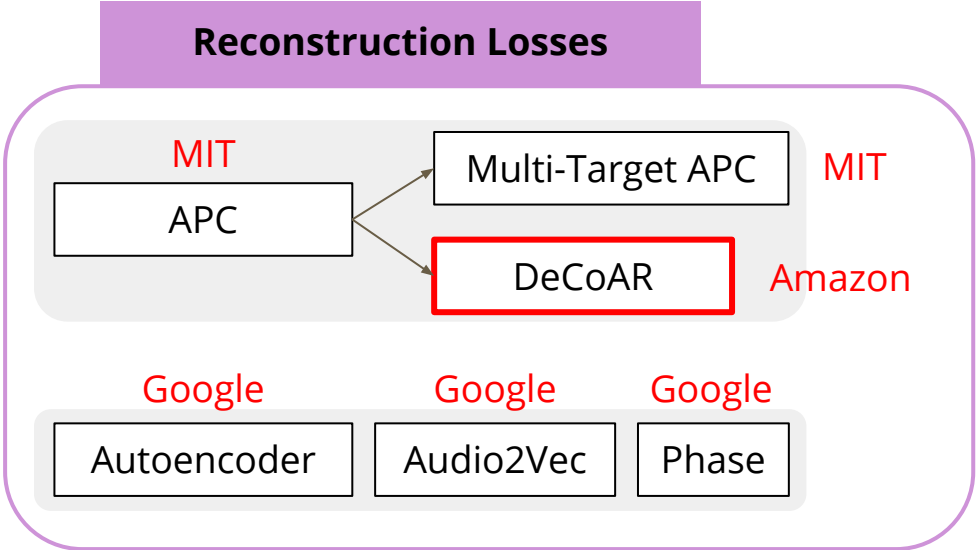 Reconstruction Losses
MIT
APC
Multi-Target APC
MIT
DeCoAR
Amazon
Google
Google
Google
Autoencoder
Audio2Vec
Phase